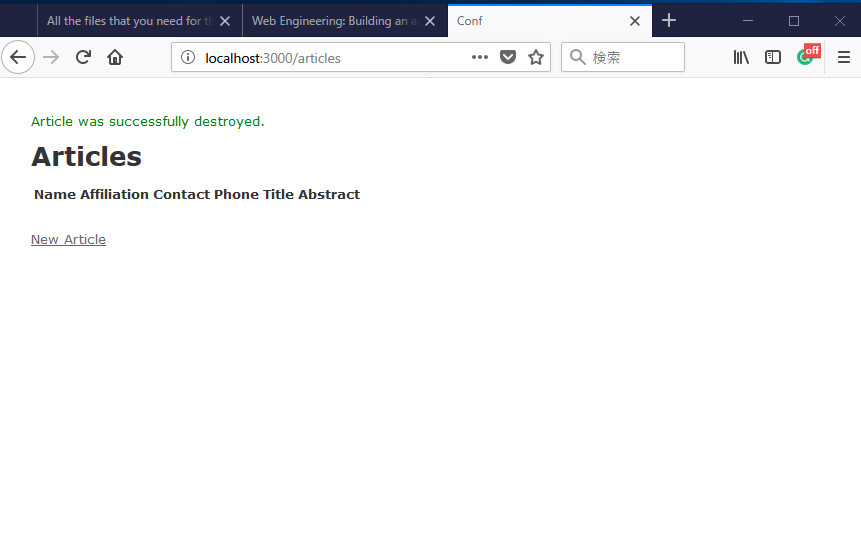 All the files that you need for th
Web Engineering: Building an a
Conf
localhost:3000/articles
検索
off
Article was successfully destroyed.
Articles
Name Affiliation Contact Phone Title Abstract
New Article